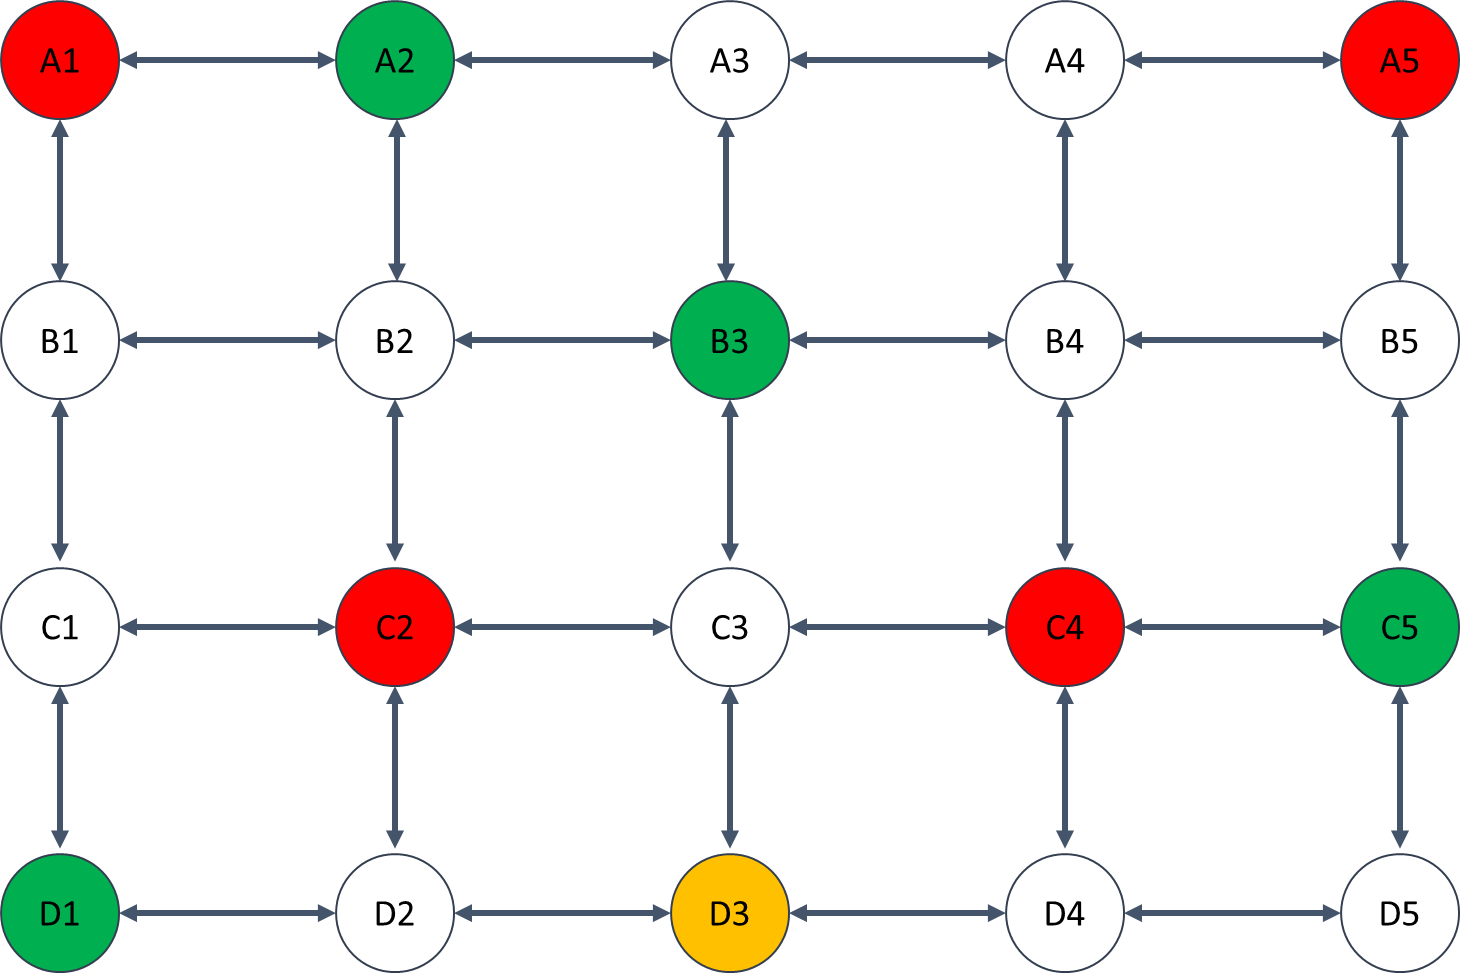 A1 A2 A3 A4 A5
B1 B2 B3 B4 B5
C1 C2 C3 C4 C5
D1 D2 D3 D4 D5